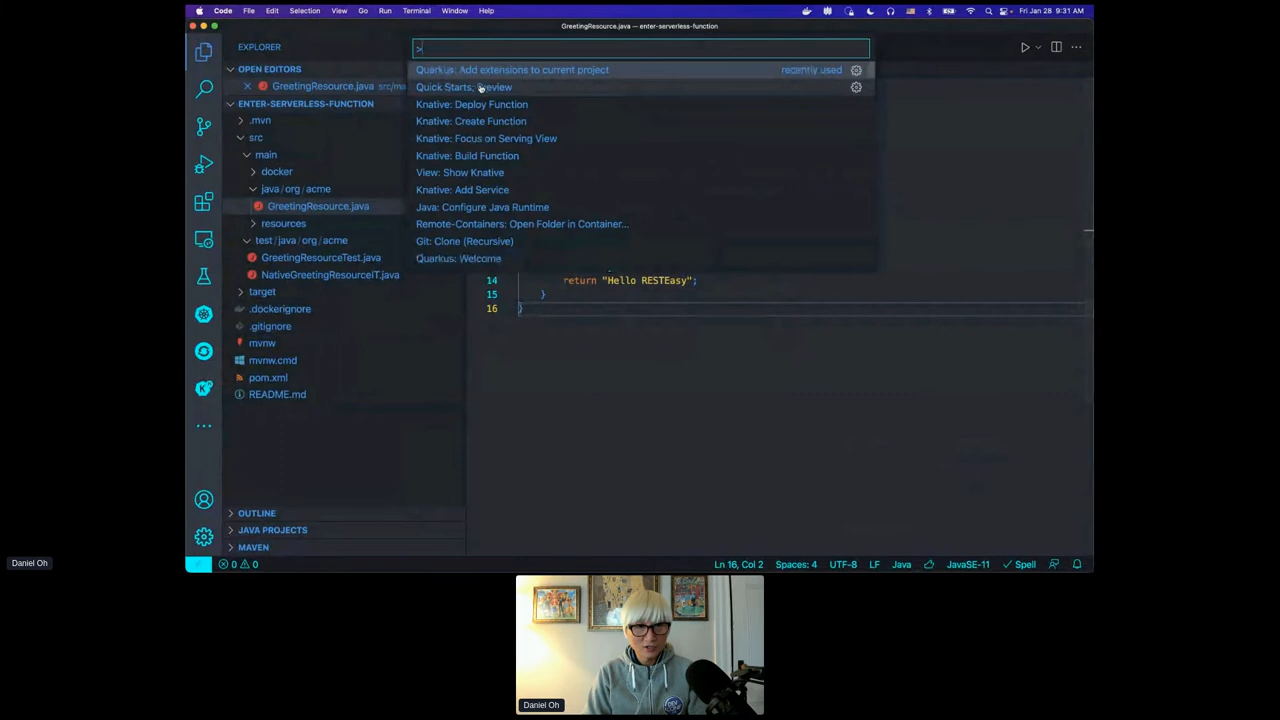 Code File Edit Selection View Go Run Terminal Window Help Fri Jan 28 9:31 AM
GreetingResource.java — enter-serverless-function
EXPLORER
>
OPEN EDITORS
GreetingResource.java src/ma
ENTER-SERVERLESS-FUNCTION
.mvn
src
main
docker
java/org/acme
GreetingResource.java
resources
test/java/org/acme
GreetingResourceTest.java
NativeGreetingResourceIT.java
target
.dockerignore
.gitignore
mvnw
mvnw.cmd
pom.xml
README.md
OUTLINE
JAVA PROJECTS
MAVEN
Quarkus: Add extensions to current project recently used
Quick Starts: Preview
Knative: Deploy Function
Knative: Create Function
Knative: Focus on Serving View
Knative: Build Function
View: Show Knative
Knative: Add Service
Java: Configure Java Runtime
Remote-Containers: Open Folder in Container...
Git: Clone (Recursive)
Quarkus: Welcome
14 return "Hello RESTEasy";
15 }
16 }
0 0 Ln 16, Col 2 Spaces: 4 UTF-8 LF Java JavaSE-11 Spell
Daniel Oh
Daniel Oh